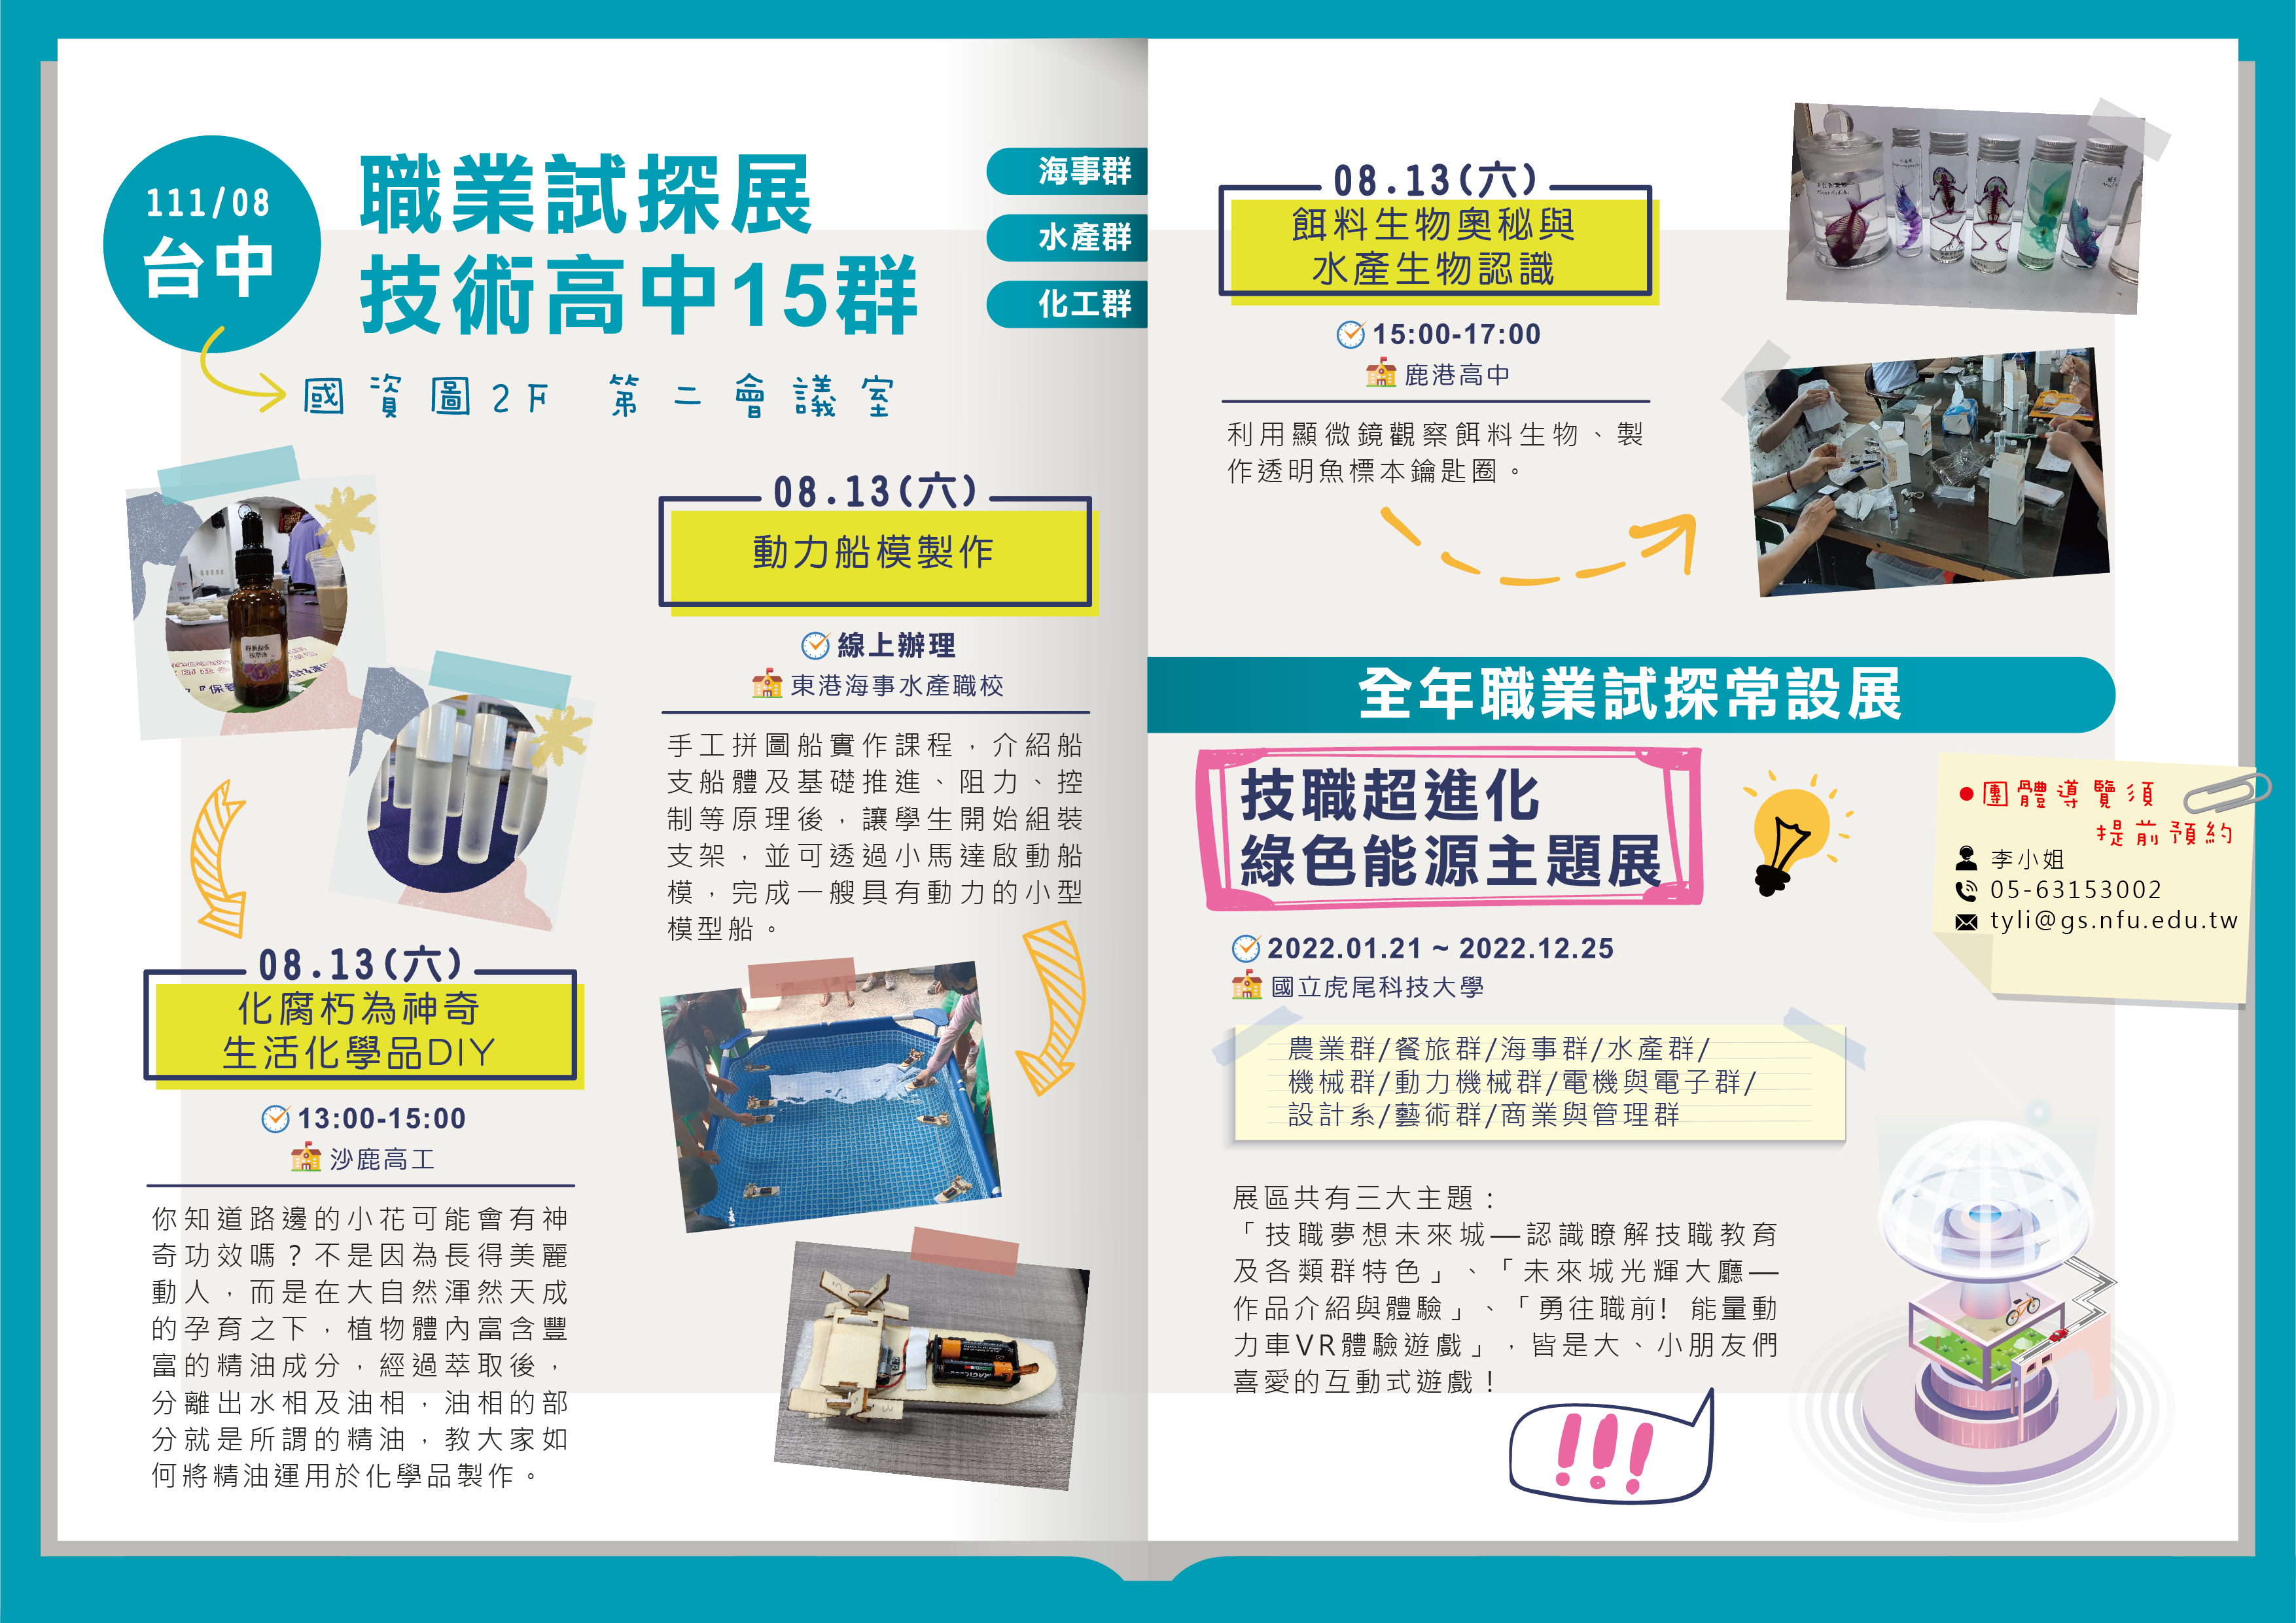 111/08
台中
職業試探展
技術高中15群
國資圖2F 第二會議室
海事群
水產群
化工群
08.13(六)
化腐朽為神奇
生活化學品DIY
13:00-15:00
沙鹿高工
你知道路邊的小花可能會有神
奇功效嗎？不是因為長得美麗
動人，而是在大自然渾然天成
的孕育之下，植物體內富含豐
富的精油成分，經過萃取後，
分離出水相及油相，油相的部
分就是所謂的精油，教大家如
何將精油運用於化學品製作。
08.13(六)
動力船模製作
線上辦理
東港海事水產職校
手工拼圖船實作課程，介紹船
支船體及基礎推進、阻力、控
制等原理後，讓學生開始組裝
支架，並可透過小馬達啟動船
模，完成一艘具有動力的小型
模型船。
08.13(六)
餌料生物奧秘與
水產生物認識
15:00-17:00
鹿港高中
利用顯微鏡觀察餌料生物、製
作透明魚標本鑰匙圈。
全年職業試探常設展
技職超進化
綠色能源主題展
2022.01.21 ~ 2022.12.25
國立虎尾科技大學
農業群/餐旅群/海事群/水產群/
機械群/動力機械群/電機與電子群/
設計系/藝術群/商業與管理群
展區共有三大主題：
「技職夢想未來城—認識瞭解技職教育
及各類群特色」、「未來城光輝大廳—
作品介紹與體驗」、「勇往職前! 能量動
力車VR體驗遊戲」，皆是大、小朋友們
喜愛的互動式遊戲！
!!!
●團體導覽須
提前預約
李小姐
05-63153002
tyli@gs.nfu.edu.tw